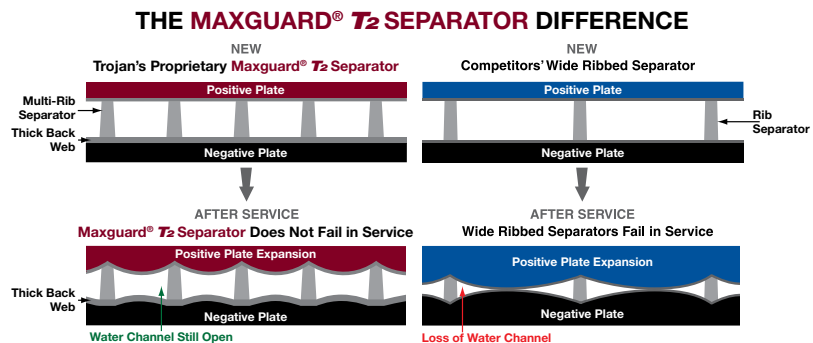 THE MAXGUARD® T2 SEPARATOR DIFFERENCE
NEW
Trojan's Proprietary Maxguard® T2 Separator
Positive Plate
Multi-Rib
Separator
Thick Back
Web
Negative Plate
NEW
Competitors' Wide Ribbed Separator
Positive Plate
Rib
Separator
Negative Plate
AFTER SERVICE
Maxguard® T2 Separator Does Not Fail in Service
Positive Plate Expansion
Thick Back
Web
Negative Plate
Water Channel Still Open
AFTER SERVICE
Wide Ribbed Separators Fail in Service
Positive Plate Expansion
Negative Plate
Loss of Water Channel